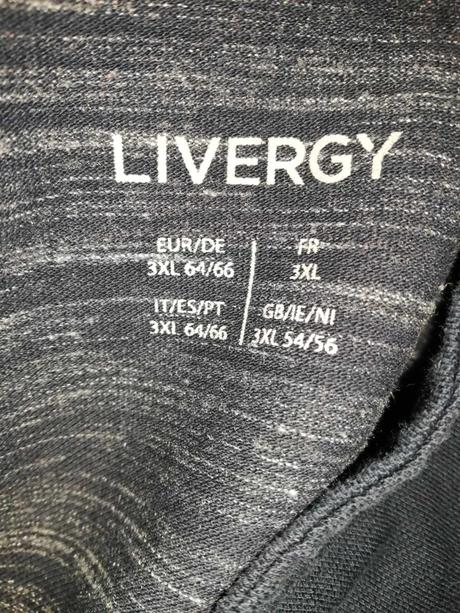 LIVERGY
EUR/DE
3XL 64/66
FR
3XL
IT/ES/PT
3XL 64/66
GB/IE/NI
3XL 54/56